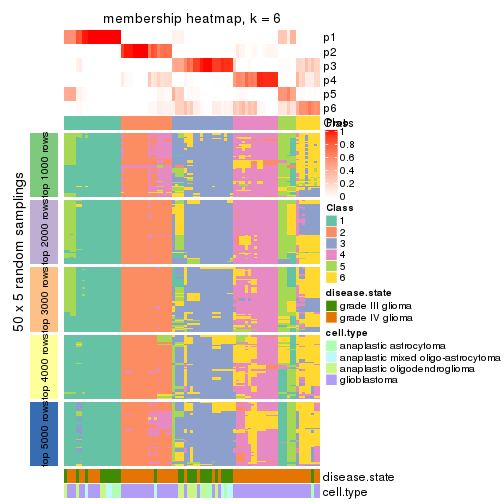 membership heatmap, k = 6
p1
p2
p3
p4
p5
p6
Class
Prob
1
0.8
0.6
0.4
0.2
0
Class
1
2
3
4
5
6
disease.state
grade III glioma
grade IV glioma
cell.type
anaplastic astrocytoma
anaplastic mixed oligo-astrocytoma
anaplastic oligodendroglioma
glioblastoma
50 x 5 random samplings
top 1000 rows
top 2000 rows
top 3000 rows
top 4000 rows
top 5000 rows
disease.state
cell.type